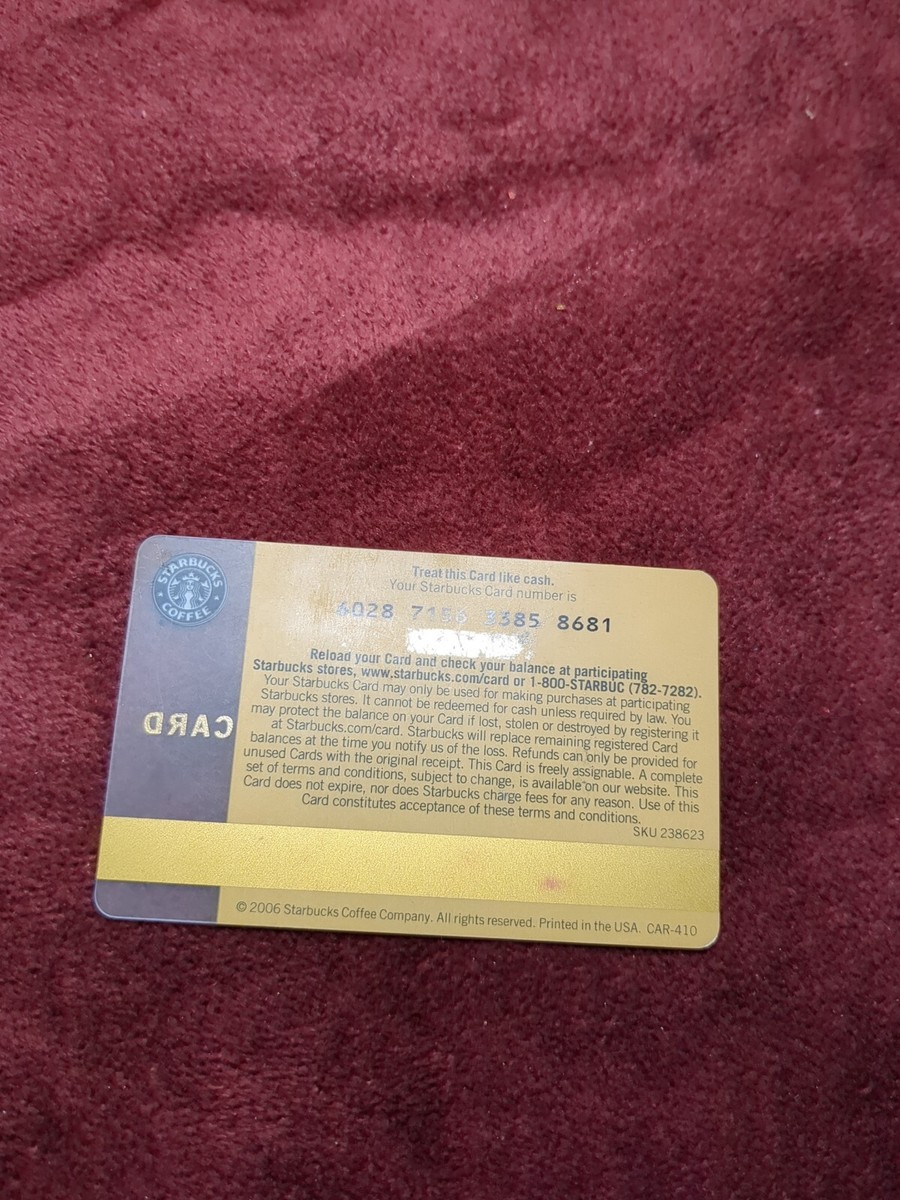 STARBUCKS
COFFEE
Treat this Card like cash.
Your Starbucks Card number is
6028 3385 8681
Reload your Card and check your balance at participating
Starbucks stores, www.starbucks.com/card or 1-800-STARBUC (782-7282).
Your Starbucks Card may only be used for making purchases at participating
Starbucks stores. It cannot be redeemed for cash unless required by law. You
may protect the balance on your Card if lost, stolen or destroyed by registering it
at Starbucks.com/card. Starbucks will replace remaining registered Card
balances at the time you notify us of the loss. Refunds can only be provided for
unused Cards with the original receipt. This Card is freely assignable. A complete
set of terms and conditions, subject to change, is available on our website. This
Card does not expire, nor does Starbucks charge fees for any reason. Use of this
Card constitutes acceptance of these terms and conditions.
SKU 238623
CARD
© 2006 Starbucks Coffee Company. All rights reserved. Printed in the USA. CAR-410